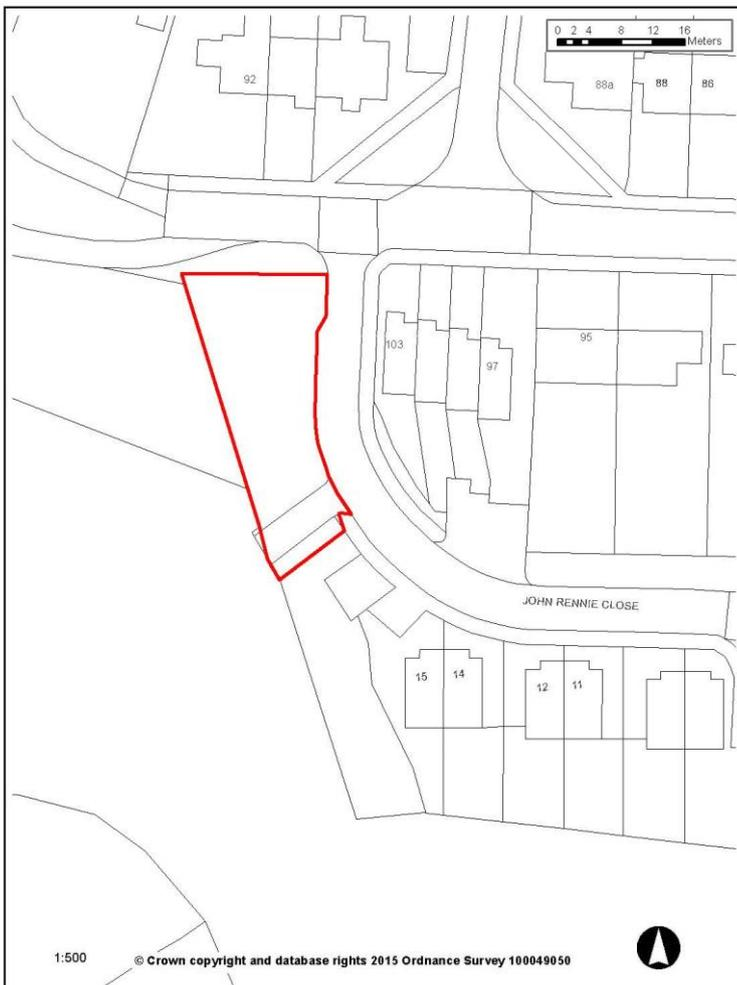 0 2 4 8 12 16
Meters
92
88a 88 86
103
95
97
JOHN RENNIE CLOSE
15 14
12 11
1:500 © Crown copyright and database rights 2015 Ordnance Survey 100049050